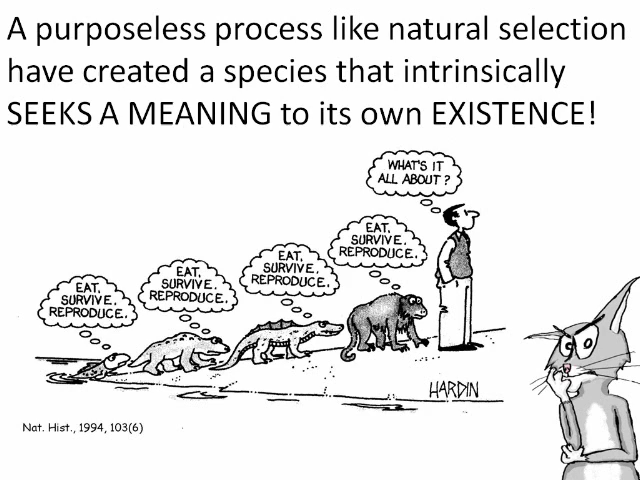 A purposeless process like natural selection
have created a species that intrinsically
SEEKS A MEANING to its own EXISTENCE!
WHAT'S IT
ALL ABOUT?
EAT,
SURVIVE,
REPRODUCE.
EAT,
SURVIVE,
REPRODUCE.
EAT,
SURVIVE,
REPRODUCE.
EAT,
SURVIVE,
REPRODUCE.
HARDIN
Nat. Hist., 1994, 103(6)